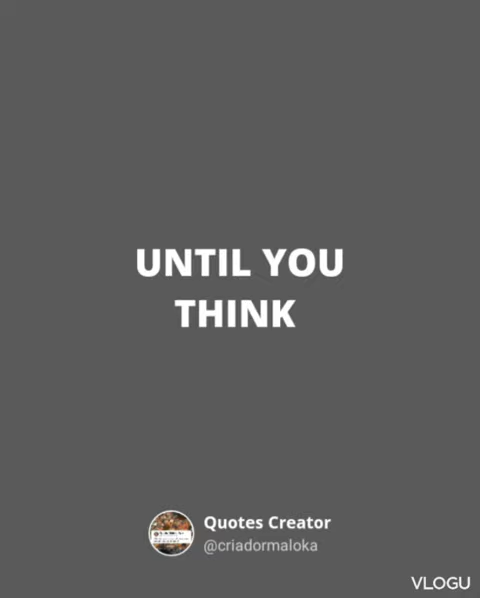 UNTIL YOU
THINK
Quotes Creator
@criadormaloka
VLOGU